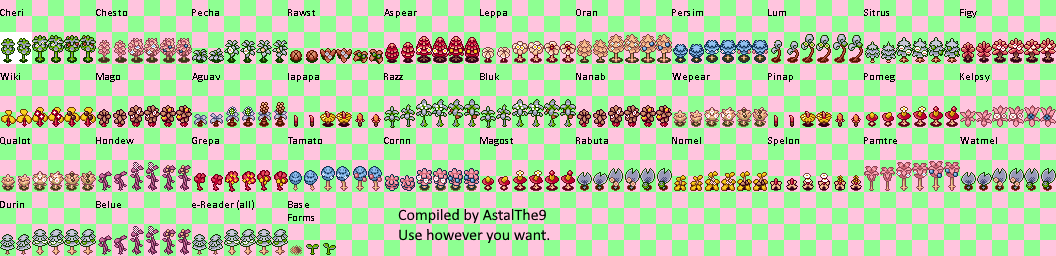 Cheri Chesto Pecha Rawst Aspear Leppa Oran Persim Lum Sitrus Figy
Wiki Mago Aguav Iapapa Razz Bluk Nanab Wepear Pinap Pomeg Kelpsy
Qualot Hondew Grepa Tamato Cornn Magost Rabuta Nomel Spelon Pamtre Watmel
Durin Belue e-Reader (all) Base
Forms
Compiled by AstalThe9
Use however you want.